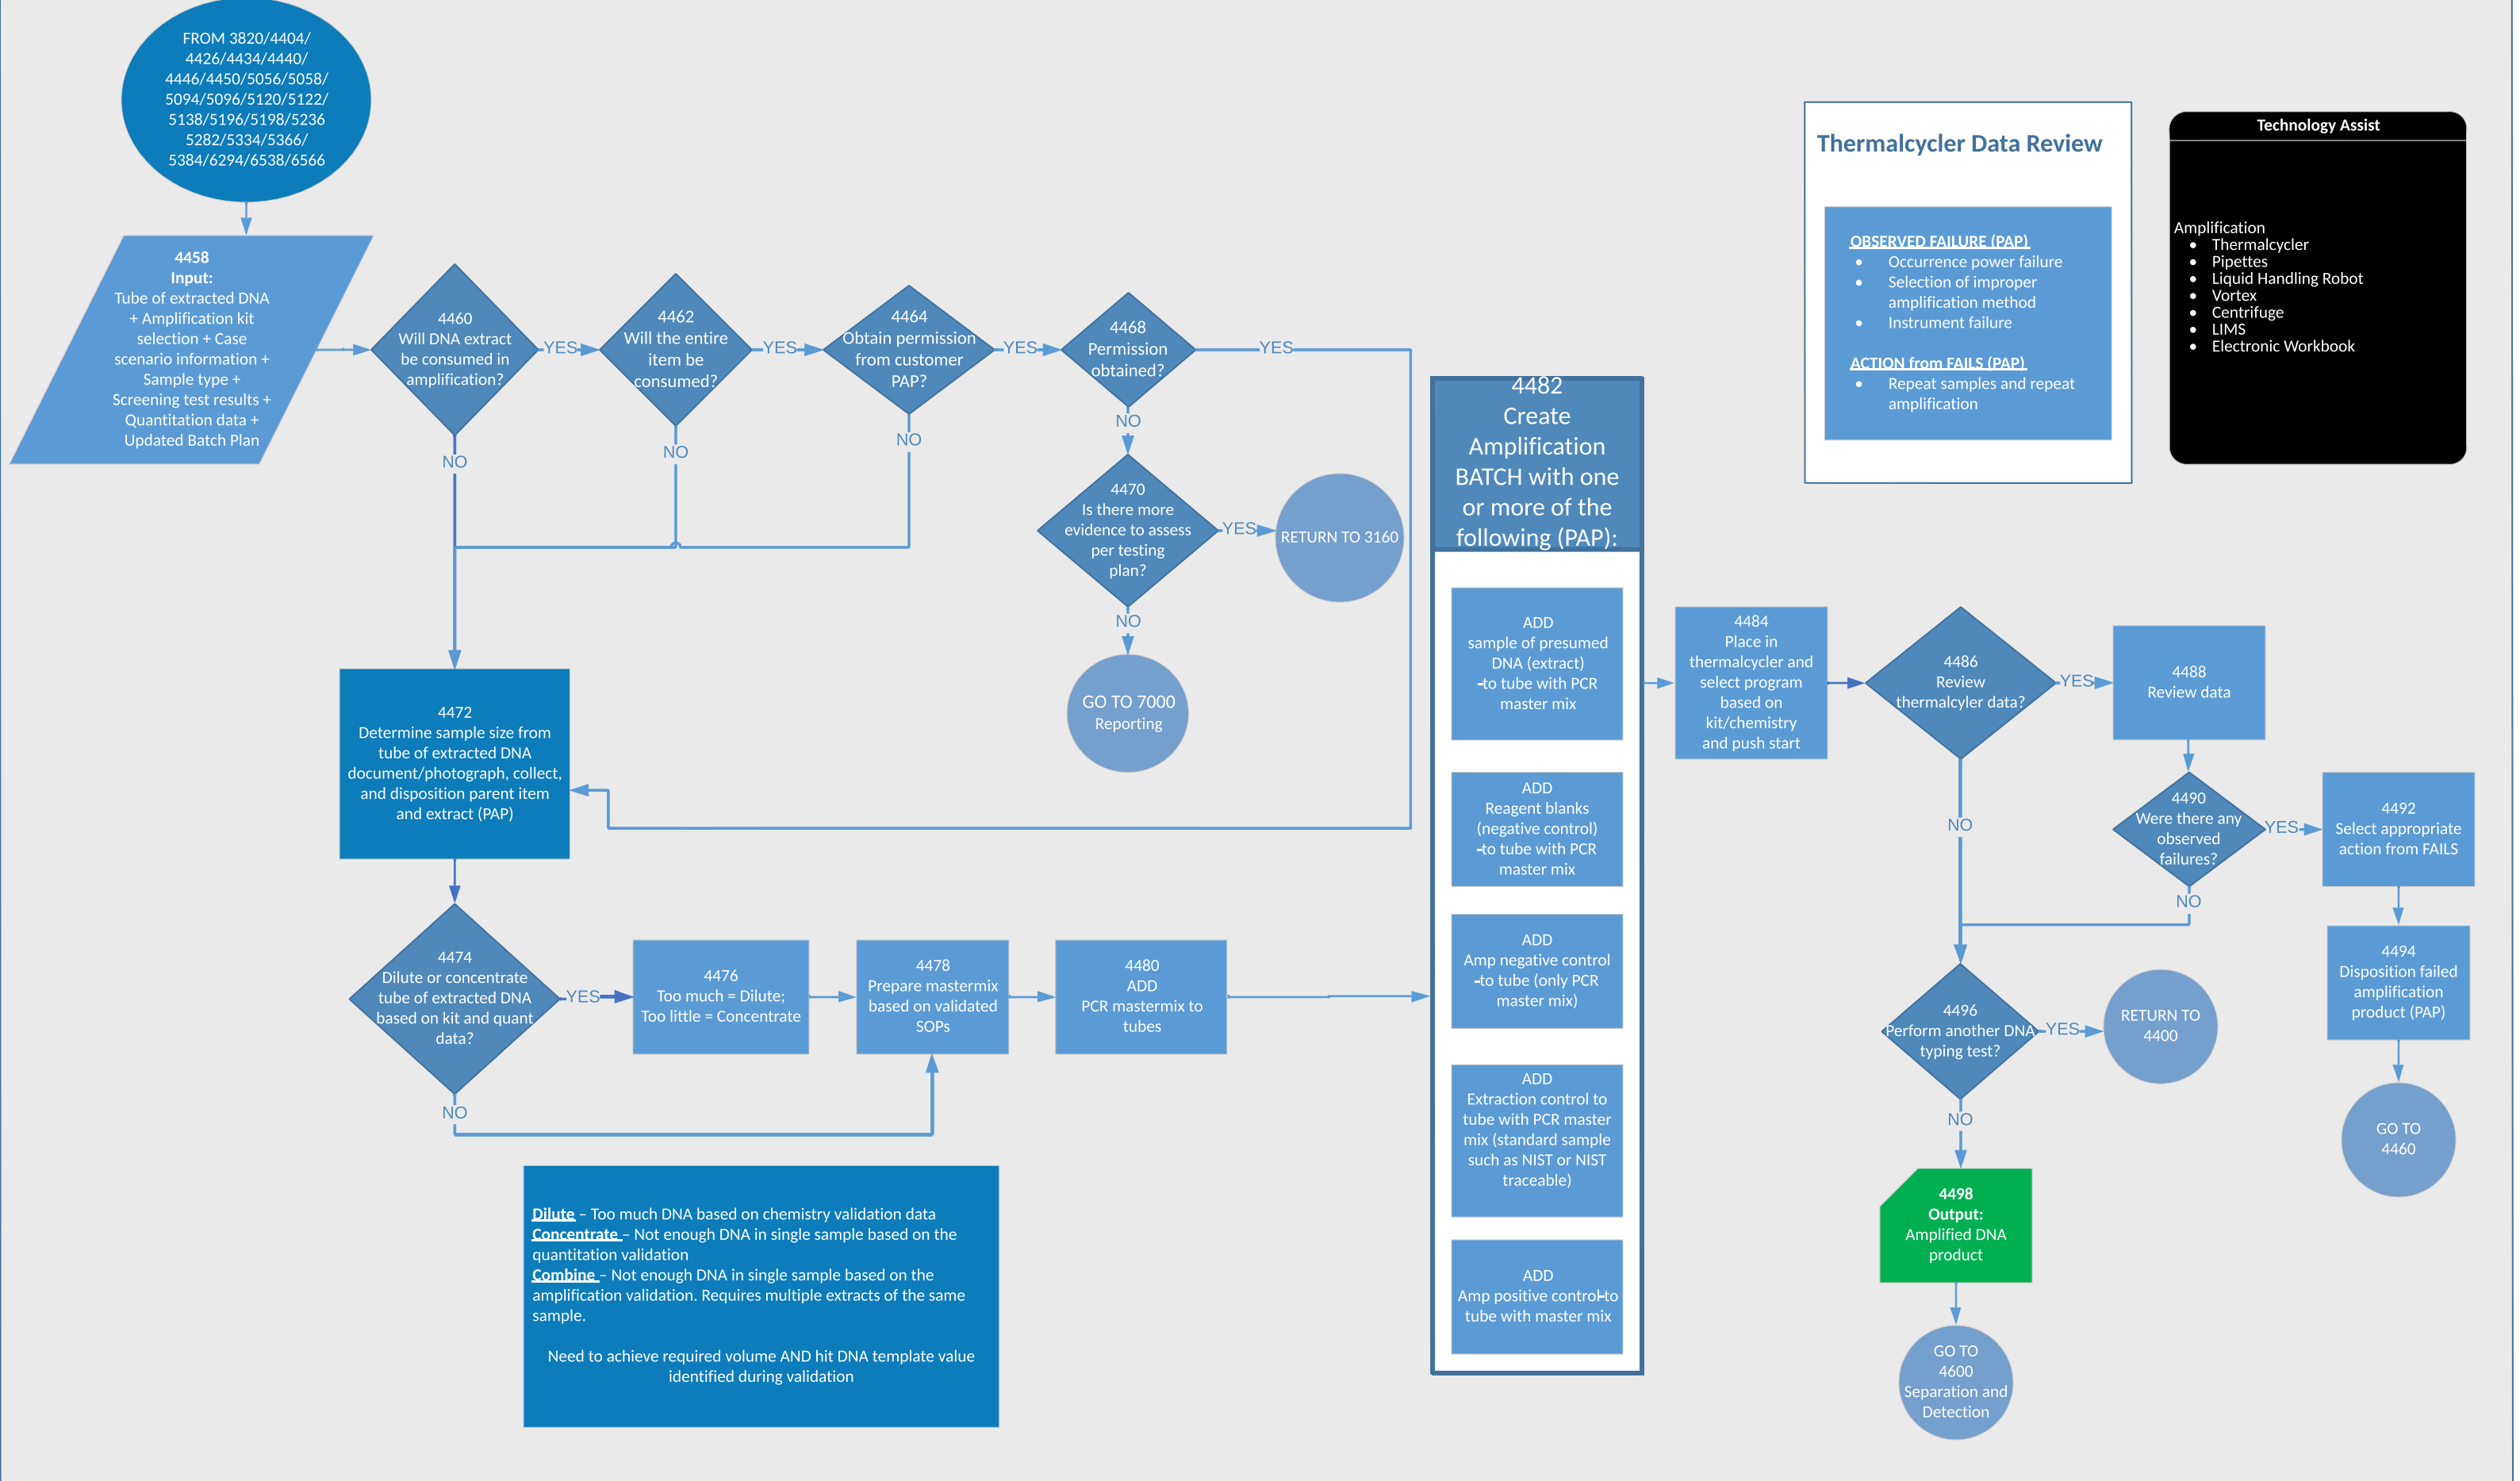 FROM 3820/4404/
4426/4434/4440/
4446/4450/5056/5058/
5094/5096/5120/5122/
5138/5196/5198/5236
5282/5334/5366/
5384/6294/6538/6566
4458
Input:
Tube of extracted DNA
+ Amplification kit
selection + Case
scenario information +
Sample type +
Screening test results +
Quantitation data +
Updated Batch Plan
4460
Will DNA extract
be consumed in
amplification?
YES
NO
4462
Will the entire
item be
consumed?
YES
NO
4464
Obtain permission
from customer
PAP?
YES
NO
4468
Permission
obtained?
YES
NO
4470
Is there more
evidence to assess
per testing
plan?
YES
NO
RETURN TO 3160
GO TO 7000
Reporting
4472
Determine sample size from
tube of extracted DNA
document/photograph, collect,
and disposition parent item
and extract (PAP)
4474
Dilute or concentrate
tube of extracted DNA
based on kit and quant
data?
YES
NO
4476
Too much = Dilute;
Too little = Concentrate
4478
Prepare mastermix
based on validated
SOPs
4480
ADD
PCR mastermix to
tubes
Dilute – Too much DNA based on chemistry validation data
Concentrate – Not enough DNA in single sample based on the
quantitation validation
Combine – Not enough DNA in single sample based on the
amplification validation. Requires multiple extracts of the same
sample.
Need to achieve required volume AND hit DNA template value
identified during validation
4482
Create
Amplification
BATCH with one
or more of the
following (PAP):
ADD
sample of presumed
DNA (extract)
-to tube with PCR
master mix
ADD
Reagent blanks
(negative control)
-to tube with PCR
master mix
ADD
Amp negative control
-to tube (only PCR
master mix)
ADD
Extraction control to
tube with PCR master
mix (standard sample
such as NIST or NIST
traceable)
ADD
Amp positive control-to
tube with master mix
Thermalcycler Data Review
OBSERVED FAILURE (PAP)
• Occurrence power failure
• Selection of improper
amplification method
• Instrument failure
ACTION from FAILS (PAP)
• Repeat samples and repeat
amplification
Technology Assist
Amplification
• Thermalcycler
• Pipettes
• Liquid Handling Robot
• Vortex
• Centrifuge
• LIMS
• Electronic Workbook
4484
Place in
thermalcycler and
select program
based on
kit/chemistry
and push start
4486
Review
thermalcyler data?
YES
NO
4488
Review data
4490
Were there any
observed
failures?
YES
NO
4492
Select appropriate
action from FAILS
4494
Disposition failed
amplification
product (PAP)
GO TO
4460
4496
Perform another DNA
typing test?
YES
NO
RETURN TO
4400
4498
Output:
Amplified DNA
product
GO TO
4600
Separation and
Detection